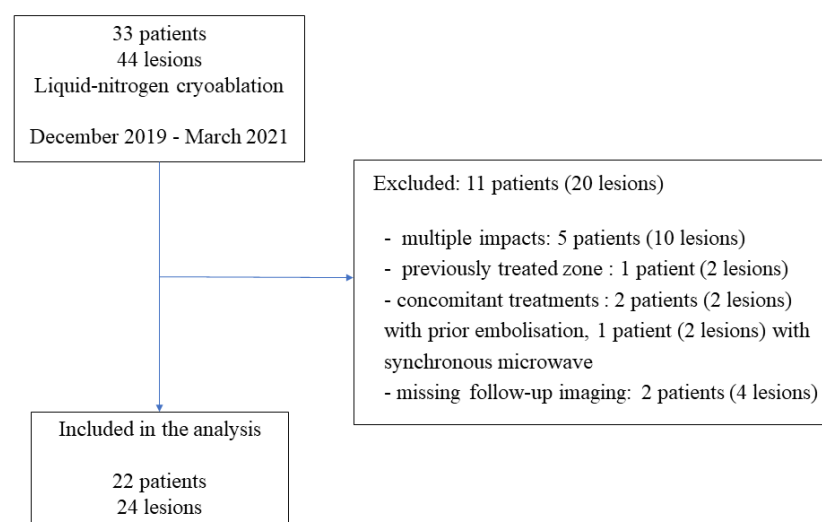 33 patients
44 lesions
Liquid-nitrogen cryoablation
December 2019 - March 2021
Excluded: 11 patients (20 lesions)
- multiple impacts: 5 patients (10 lesions)
- previously treated zone : 1 patient (2 lesions)
- concomitant treatments : 2 patients (2 lesions)
with prior embolisation, 1 patient (2 lesions) with
synchronous microwave
- missing follow-up imaging: 2 patients (4 lesions)
Included in the analysis
22 patients
24 lesions